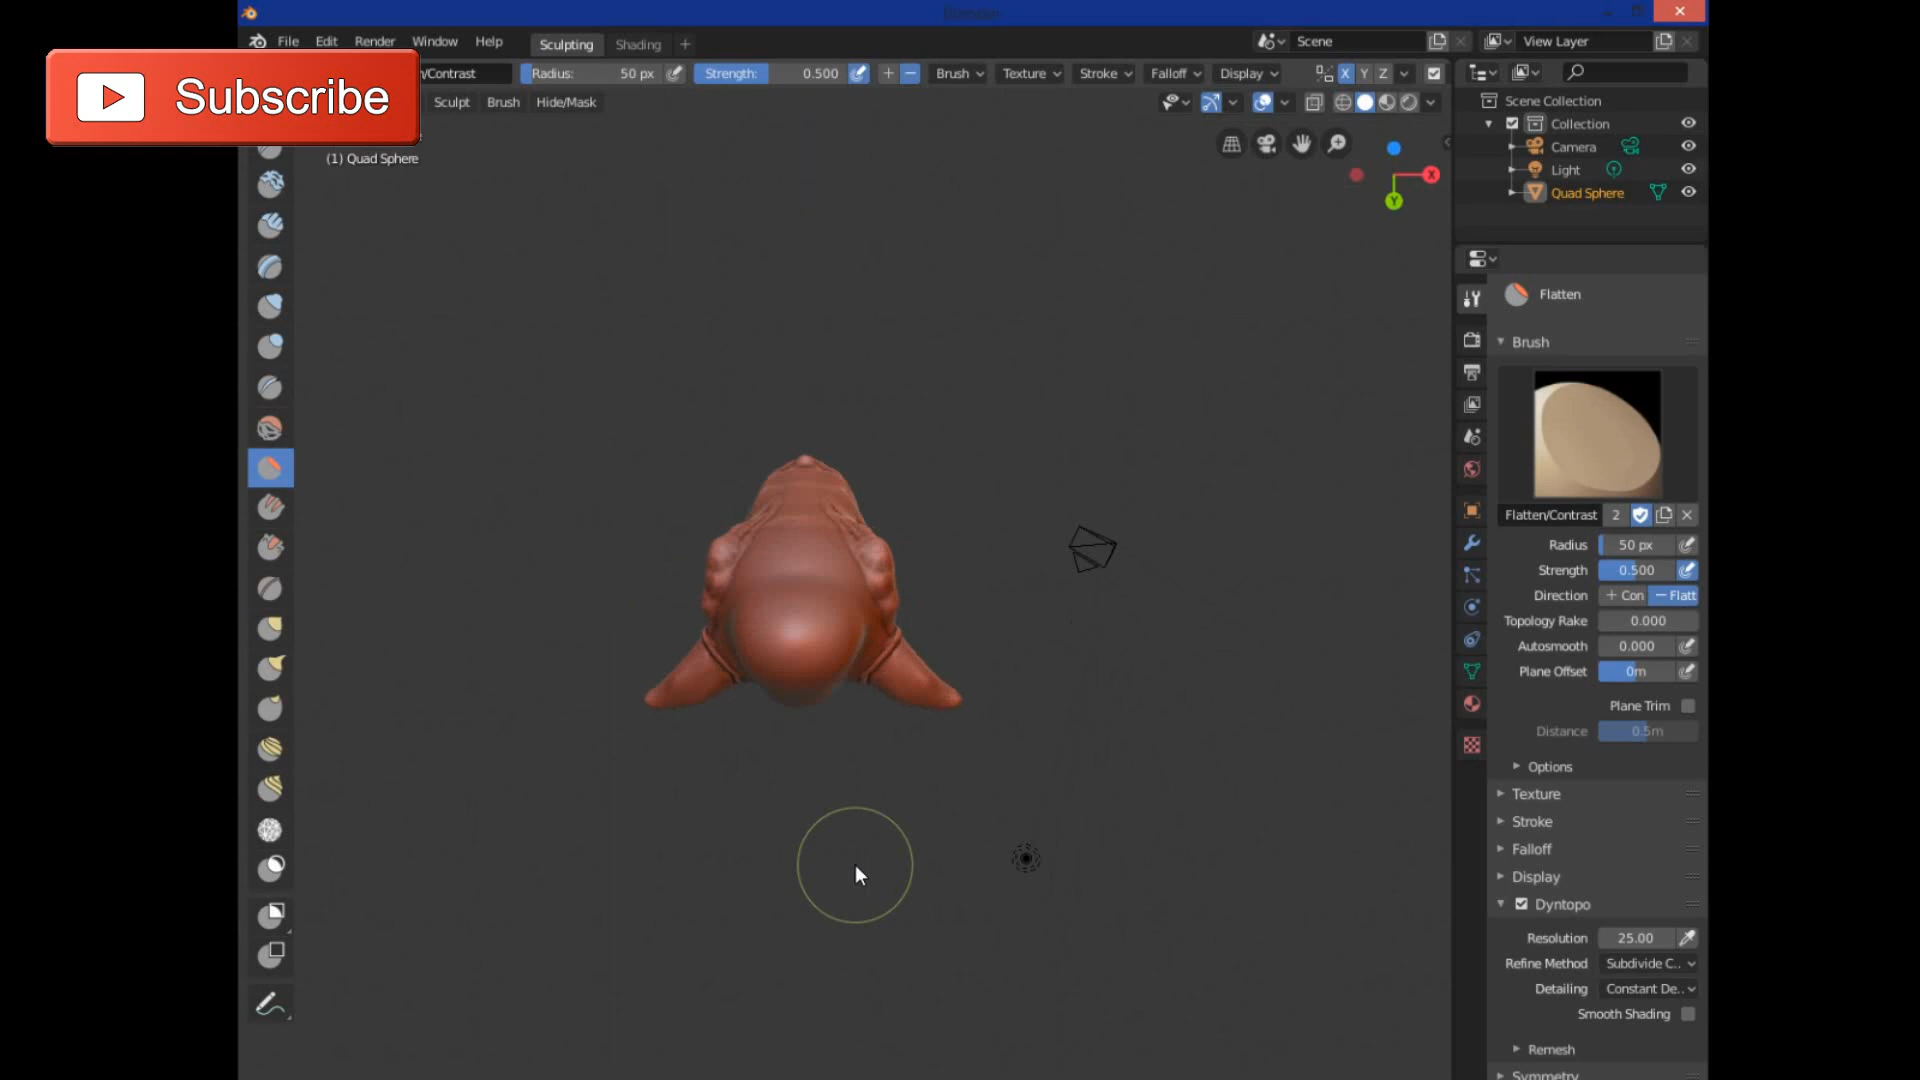 Blender
File Edit Render Window Help Sculpting Shading + Scene View Layer
n/Contrast Radius: 50 px Strength: 0.500 Brush Texture Stroke Falloff Display X Y Z
Subscribe
Sculpt Brush Hide/Mask
(1) Quad Sphere
X
Y
Scene Collection
Collection
Camera
Light
Quad Sphere
Flatten
Brush
Flatten/Contrast 2
Radius 50 px
Strength 0.500
Direction + Con − Flatt
Topology Rake 0.000
Autosmooth 0.000
Plane Offset 0m
Plane Trim
Distance 0.5m
Options
Texture
Stroke
Falloff
Display
Dyntopo
Resolution 25.00
Refine Method Subdivide C..
Detailing Constant De..
Smooth Shading
Remesh
Symmetry